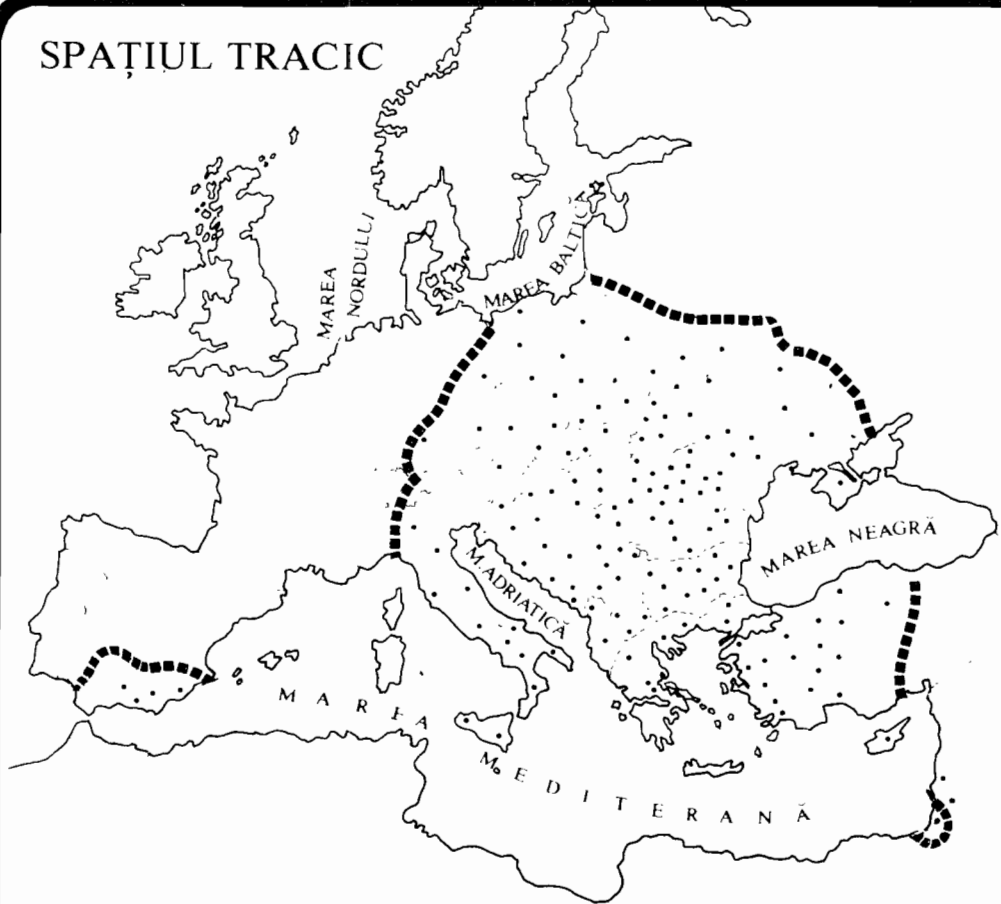 SPAȚIUL TRACIC
MAREA
NORDULUI
MAREA BALTICĂ
MAREA NEAGRĂ
M. ADRIATICĂ
MAREA
MEDITERANĂ